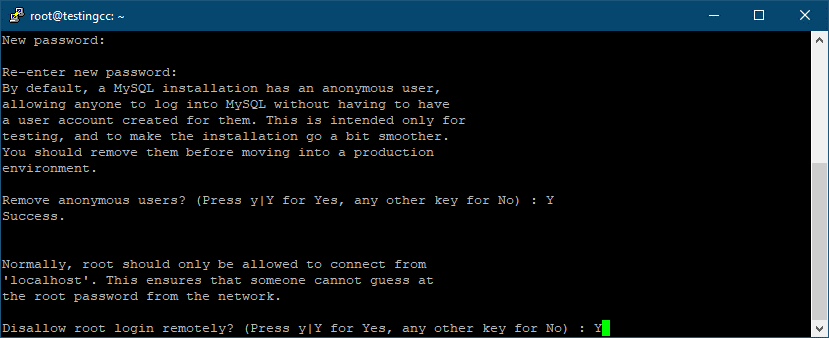 root@testingcc: ~
New password:
Re-enter new password:
By default, a MySQL installation has an anonymous user,
allowing anyone to log into MySQL without having to have
a user account created for them. This is intended only for
testing, and to make the installation go a bit smoother.
You should remove them before moving into a production
environment.
Remove anonymous users? (Press y|Y for Yes, any other key for No) : Y
Success.
Normally, root should only be allowed to connect from
'localhost'. This ensures that someone cannot guess at
the root password from the network.
Disallow root login remotely? (Press y|Y for Yes, any other key for No) : Y